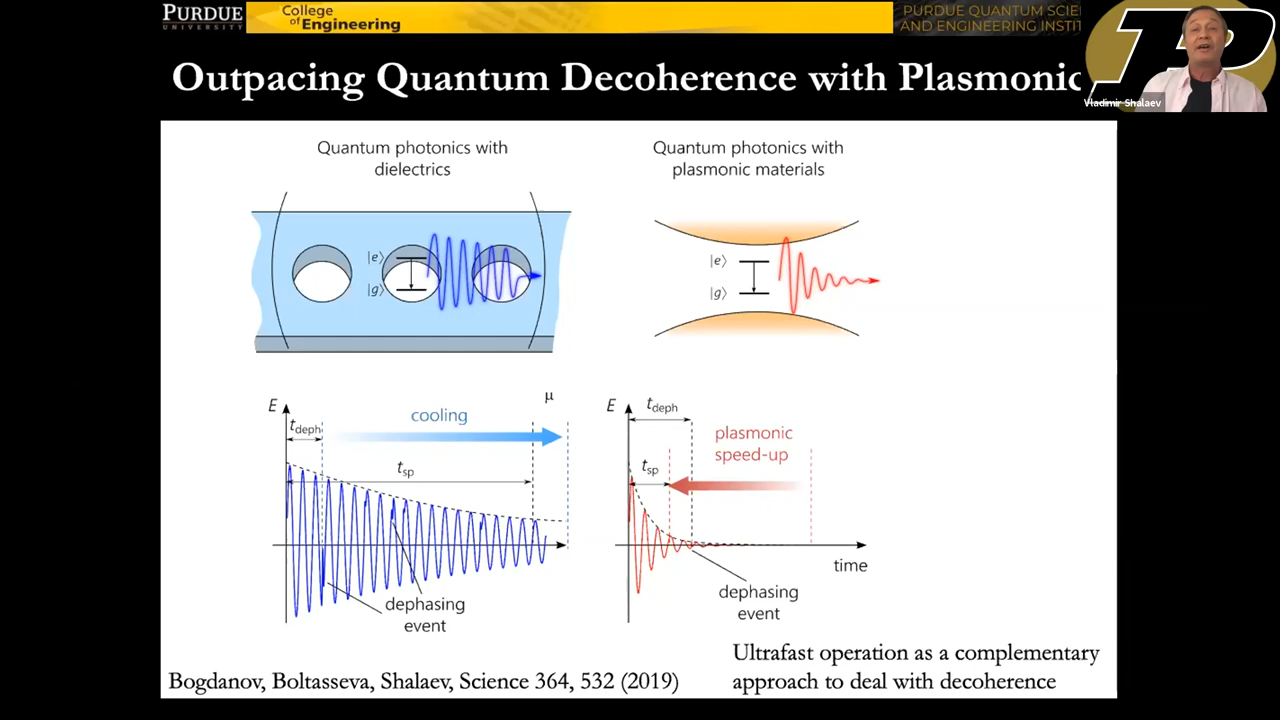 PURDUE
UNIVERSITY
College
of Engineering
PURDUE QUANTUM SCIE
AND ENGINEERING INSTI
Outpacing Quantum Decoherence with Plasmonic
Vladimir Shalaev
Quantum photonics with
dielectrics
|e⟩
|g⟩
Quantum photonics with
plasmonic materials
|e⟩
|g⟩
E
t_deph
cooling
μ
t_sp
dephasing
event
E
t_deph
plasmonic
speed-up
t_sp
time
dephasing
event
Bogdanov, Boltasseva, Shalaev, Science 364, 532 (2019)
Ultrafast operation as a complementary
approach to deal with decoherence